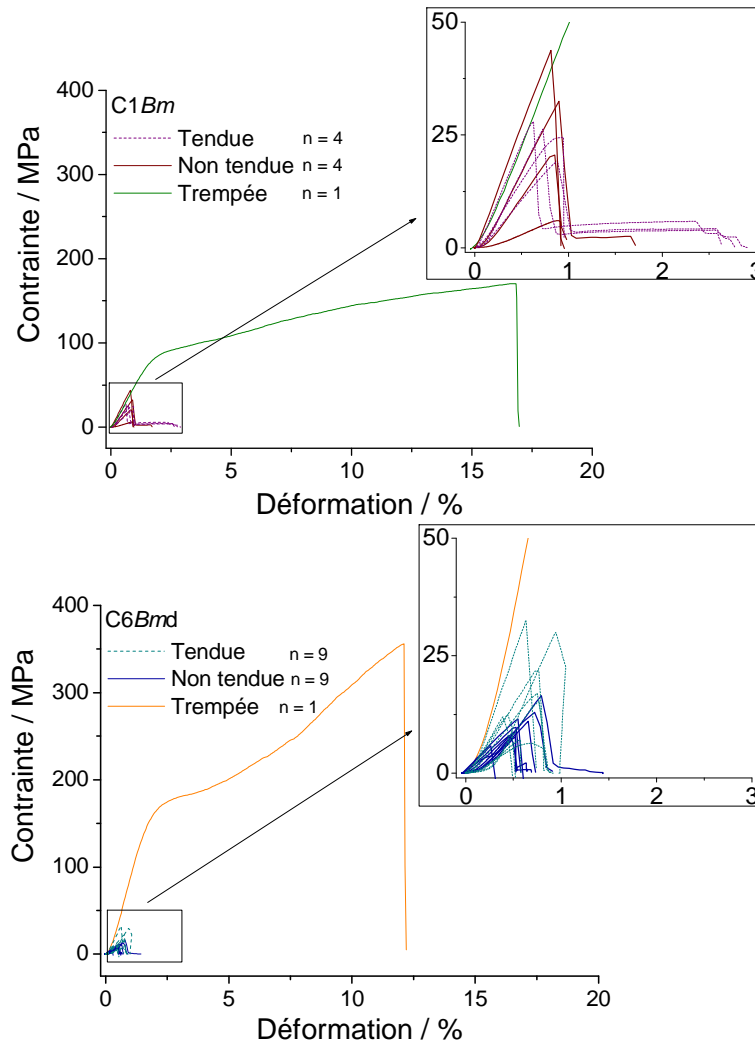 50
25
0
0 1 2 3
400
300
200
100
0
Contrainte / MPa
C1Bm
Tendue n = 4
Non tendue n = 4
Trempée n = 1
0 5 10 15 20
Déformation / %
50
25
0
0 1 2 3
400
300
200
100
0
Contrainte / MPa
C6Bmd
Tendue n = 9
Non tendue n = 9
Trempée n = 1
0 5 10 15 20
Déformation / %